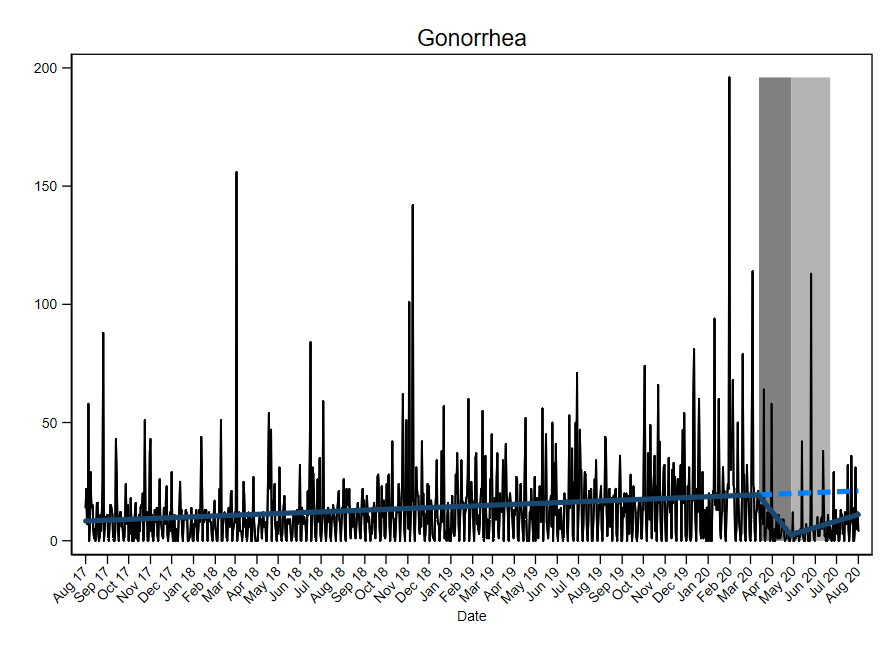 Gonorrhea
200
150
100
50
0
Aug 17
Sep 17
Oct 17
Nov 17
Dec 17
Jan 18
Feb 18
Mar 18
Apr 18
May 18
Jun 18
Jul 18
Aug 18
Sep 18
Oct 18
Nov 18
Dec 18
Jan 19
Feb 19
Mar 19
Apr 19
May 19
Jun 19
Jul 19
Aug 19
Sep 19
Oct 19
Nov 19
Dec 19
Jan 20
Feb 20
Mar 20
Apr 20
May 20
Jun 20
Jul 20
Aug 20
Date